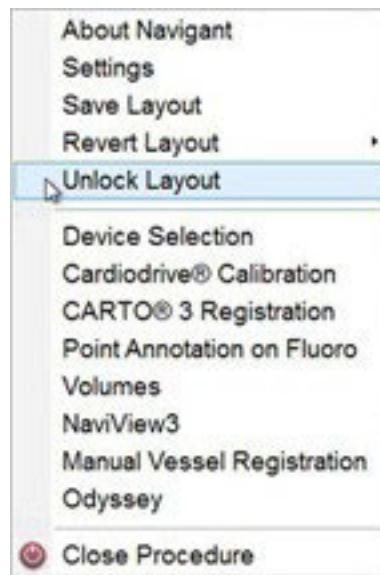 About Navigant
Settings
Save Layout
Revert Layout
Unlock Layout
Device Selection
Cardiodrive® Calibration
CARTO® 3 Registration
Point Annotation on Fluoro
Volumes
NaviView3
Manual Vessel Registration
Odyssey
Close Procedure